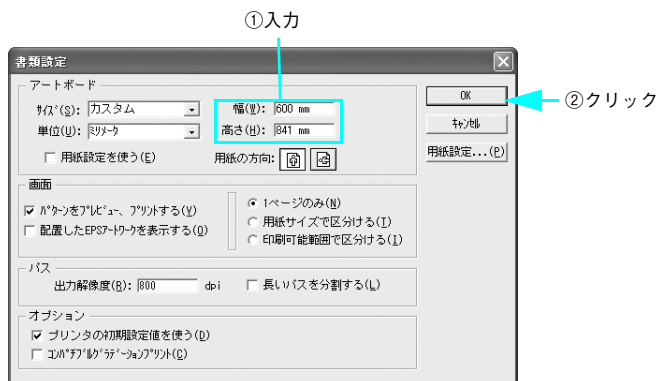 ①入力
書類設定
アートボード
ｻｲｽﾞ(S): カスタム
幅(W): 600 mm
OK
②クリック
単位(U): ﾐﾘﾒｰﾀ
高さ(H): 841 mm
ｷｬﾝｾﾙ
用紙設定を使う(E)
用紙の方向:
用紙設定...(P)
画面
ﾊﾟﾀｰﾝをﾌﾟﾚﾋﾞｭｰ、ﾌﾟﾘﾝﾄする(Y)
配置したEPSｱｰﾄﾜｰｸを表示する(O)
1ページのみ(N)
用紙サイズで区分ける(I)
印刷可能範囲で区分ける(I)
パス
出力解像度(R): 800 dpi
長いパスを分割する(L)
オプション
プリンタの初期設定値を使う(D)
ｺﾝﾊﾟﾁﾌﾞﾙｸﾞﾗﾃﾞｰｼｮﾝﾌﾟﾘﾝﾄ(C)